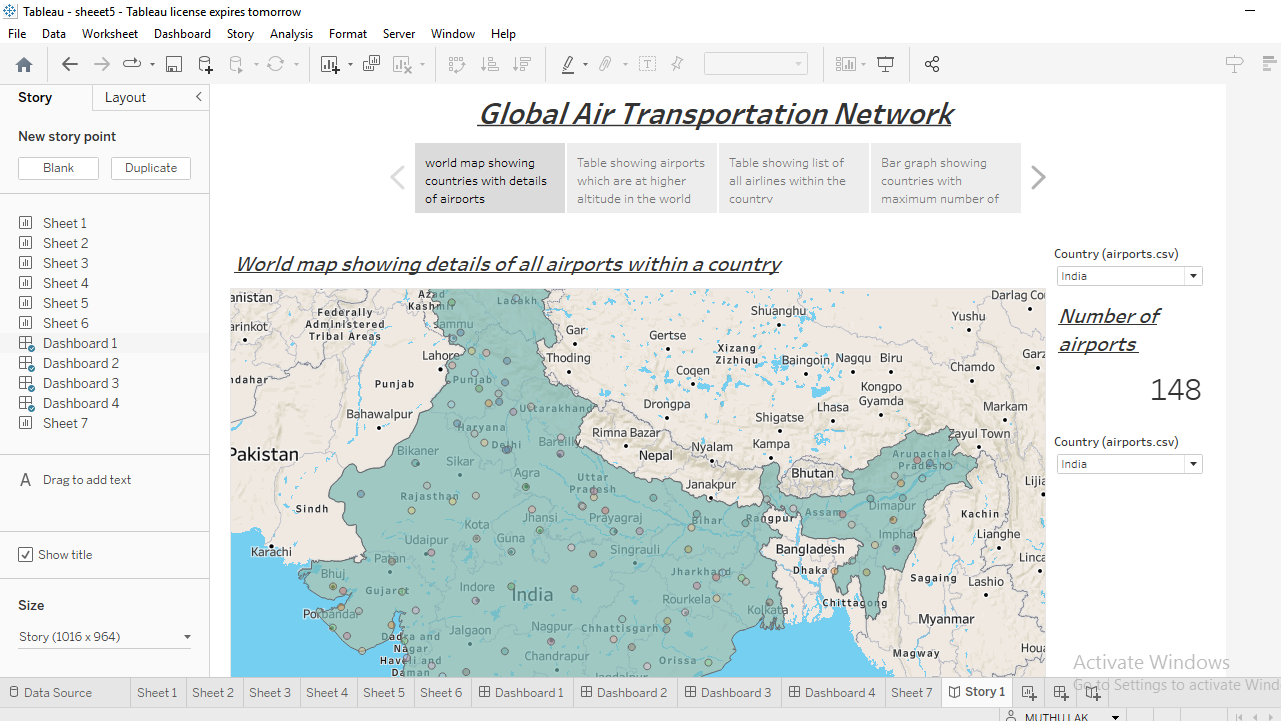 Tableau - sheeet5 - Tableau license expires tomorrow
File Data Worksheet Dashboard Story Analysis Format Server Window Help
Story Layout
New story point
Blank Duplicate
Sheet 1
Sheet 2
Sheet 3
Sheet 4
Sheet 5
Sheet 6
Dashboard 1
Dashboard 2
Dashboard 3
Dashboard 4
Sheet 7
A Drag to add text
Show title
Size
Story (1016 x 964)
Global Air Transportation Network
world map showing
countries with details
of airports
Table showing airports
which are at higher
altitude in the world
Table showing list of
all airlines within the
country
Bar graph showing
countries with
maximum number of
World map showing details of all airports within a country
Country (airports.csv)
India
Number of
airports
148
Country (airports.csv)
India
Azad
Kashmir
Ladakh
Darlag
Federally
Administered
Tribal Areas
Jammu
Gar
Gertse
Shuanghu
Yushu
Lahore
Thoding
Xizang
Zizhiqu
Baingoin
Nagqu
Biru
Coqen
Chamdo
Punjab
Punjab
Kongpo
Gyamda
Bahawalpur
Uttarakhand
Drongpa
Lhasa
Markam
Haryana
Shigatse
Rimna Bazar
Zayul Town
Pakistan
Bikaner
Delhi
Bareilly
Nepal
Nyalam
Kampa
Arunachal
Pradesh
Sikar
Agra
Uttar
Pradesh
Janakpur
Bhutan
Rajasthan
Sindh
Jhansi
Prayagraj
Bihar
Rangpur
Assam
Dimapur
Kachin
Kota
Udaipur
Guna
Singrauli
Imphal
Lianghe
Karachi
Patan
Bangladesh
Dhaka
Bhuj
Jharkhand
Sagaing
Lashio
Gujarat
Indore
India
Rourkela
Kolkata
Chittagong
Porbandar
Myanmar
Jalgaon
Nagpur
Chhattisgarh
Dadra and
Nagar
Haveli and
Daman
Chandrapur
Orissa
Magway
Activate Windows
Go to Settings to activate Wind
Data Source Sheet 1 Sheet 2 Sheet 3 Sheet 4 Sheet 5 Sheet 6 Dashboard 1 Dashboard 2 Dashboard 3 Dashboard 4 Sheet 7 Story 1
MUTHU LAK